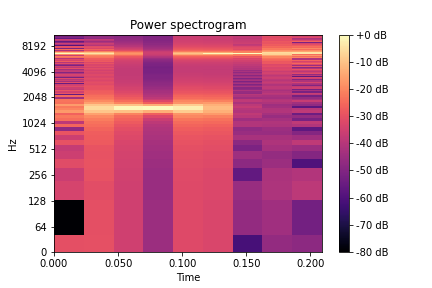 Power spectrogram
8192
4096
2048
1024
512
256
128
64
0
Hz
0.000 0.050 0.100 0.150 0.200
Time
+0 dB
-10 dB
-20 dB
-30 dB
-40 dB
-50 dB
-60 dB
-70 dB
-80 dB